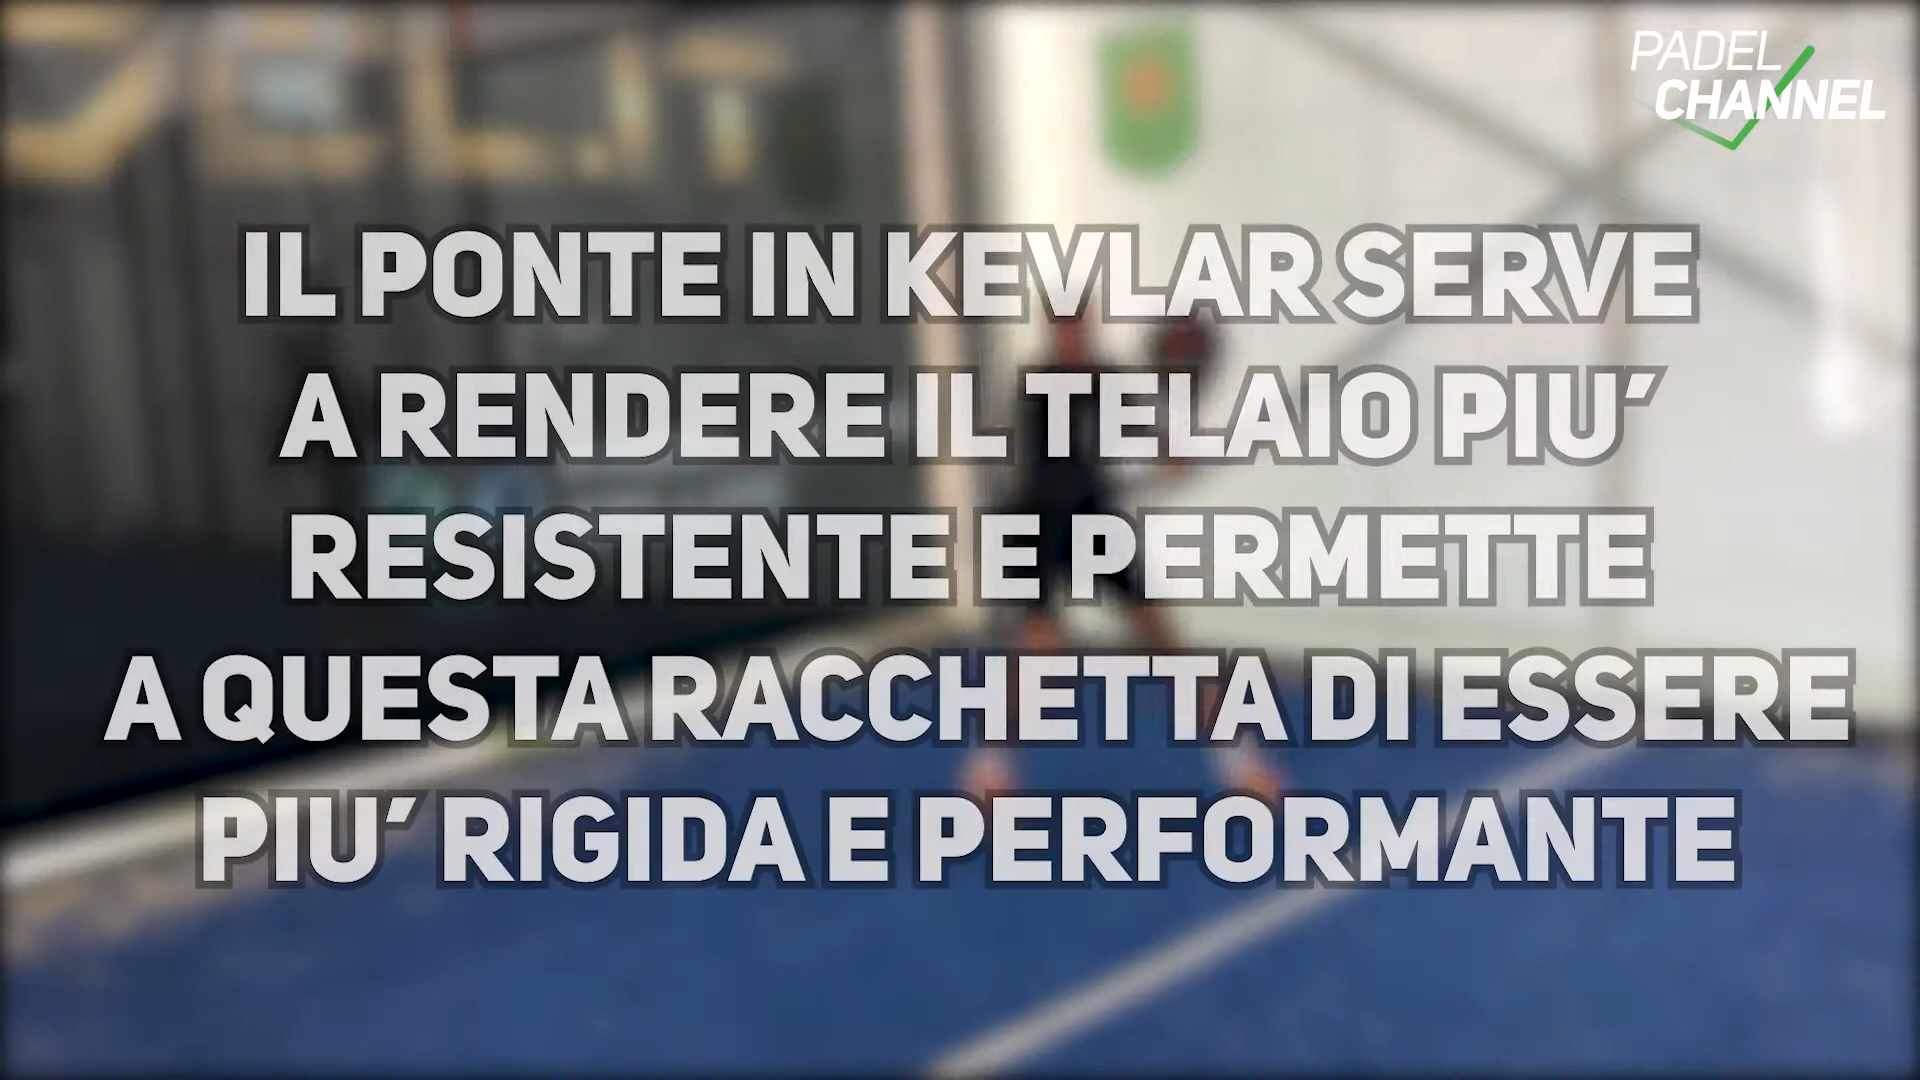 PADEL
CHANNEL
IL PONTE IN KEVLAR SERVE
A RENDERE IL TELAIO PIU'
RESISTENTE E PERMETTE
A QUESTA RACCHETTA DI ESSERE
PIU' RIGIDA E PERFORMANTE